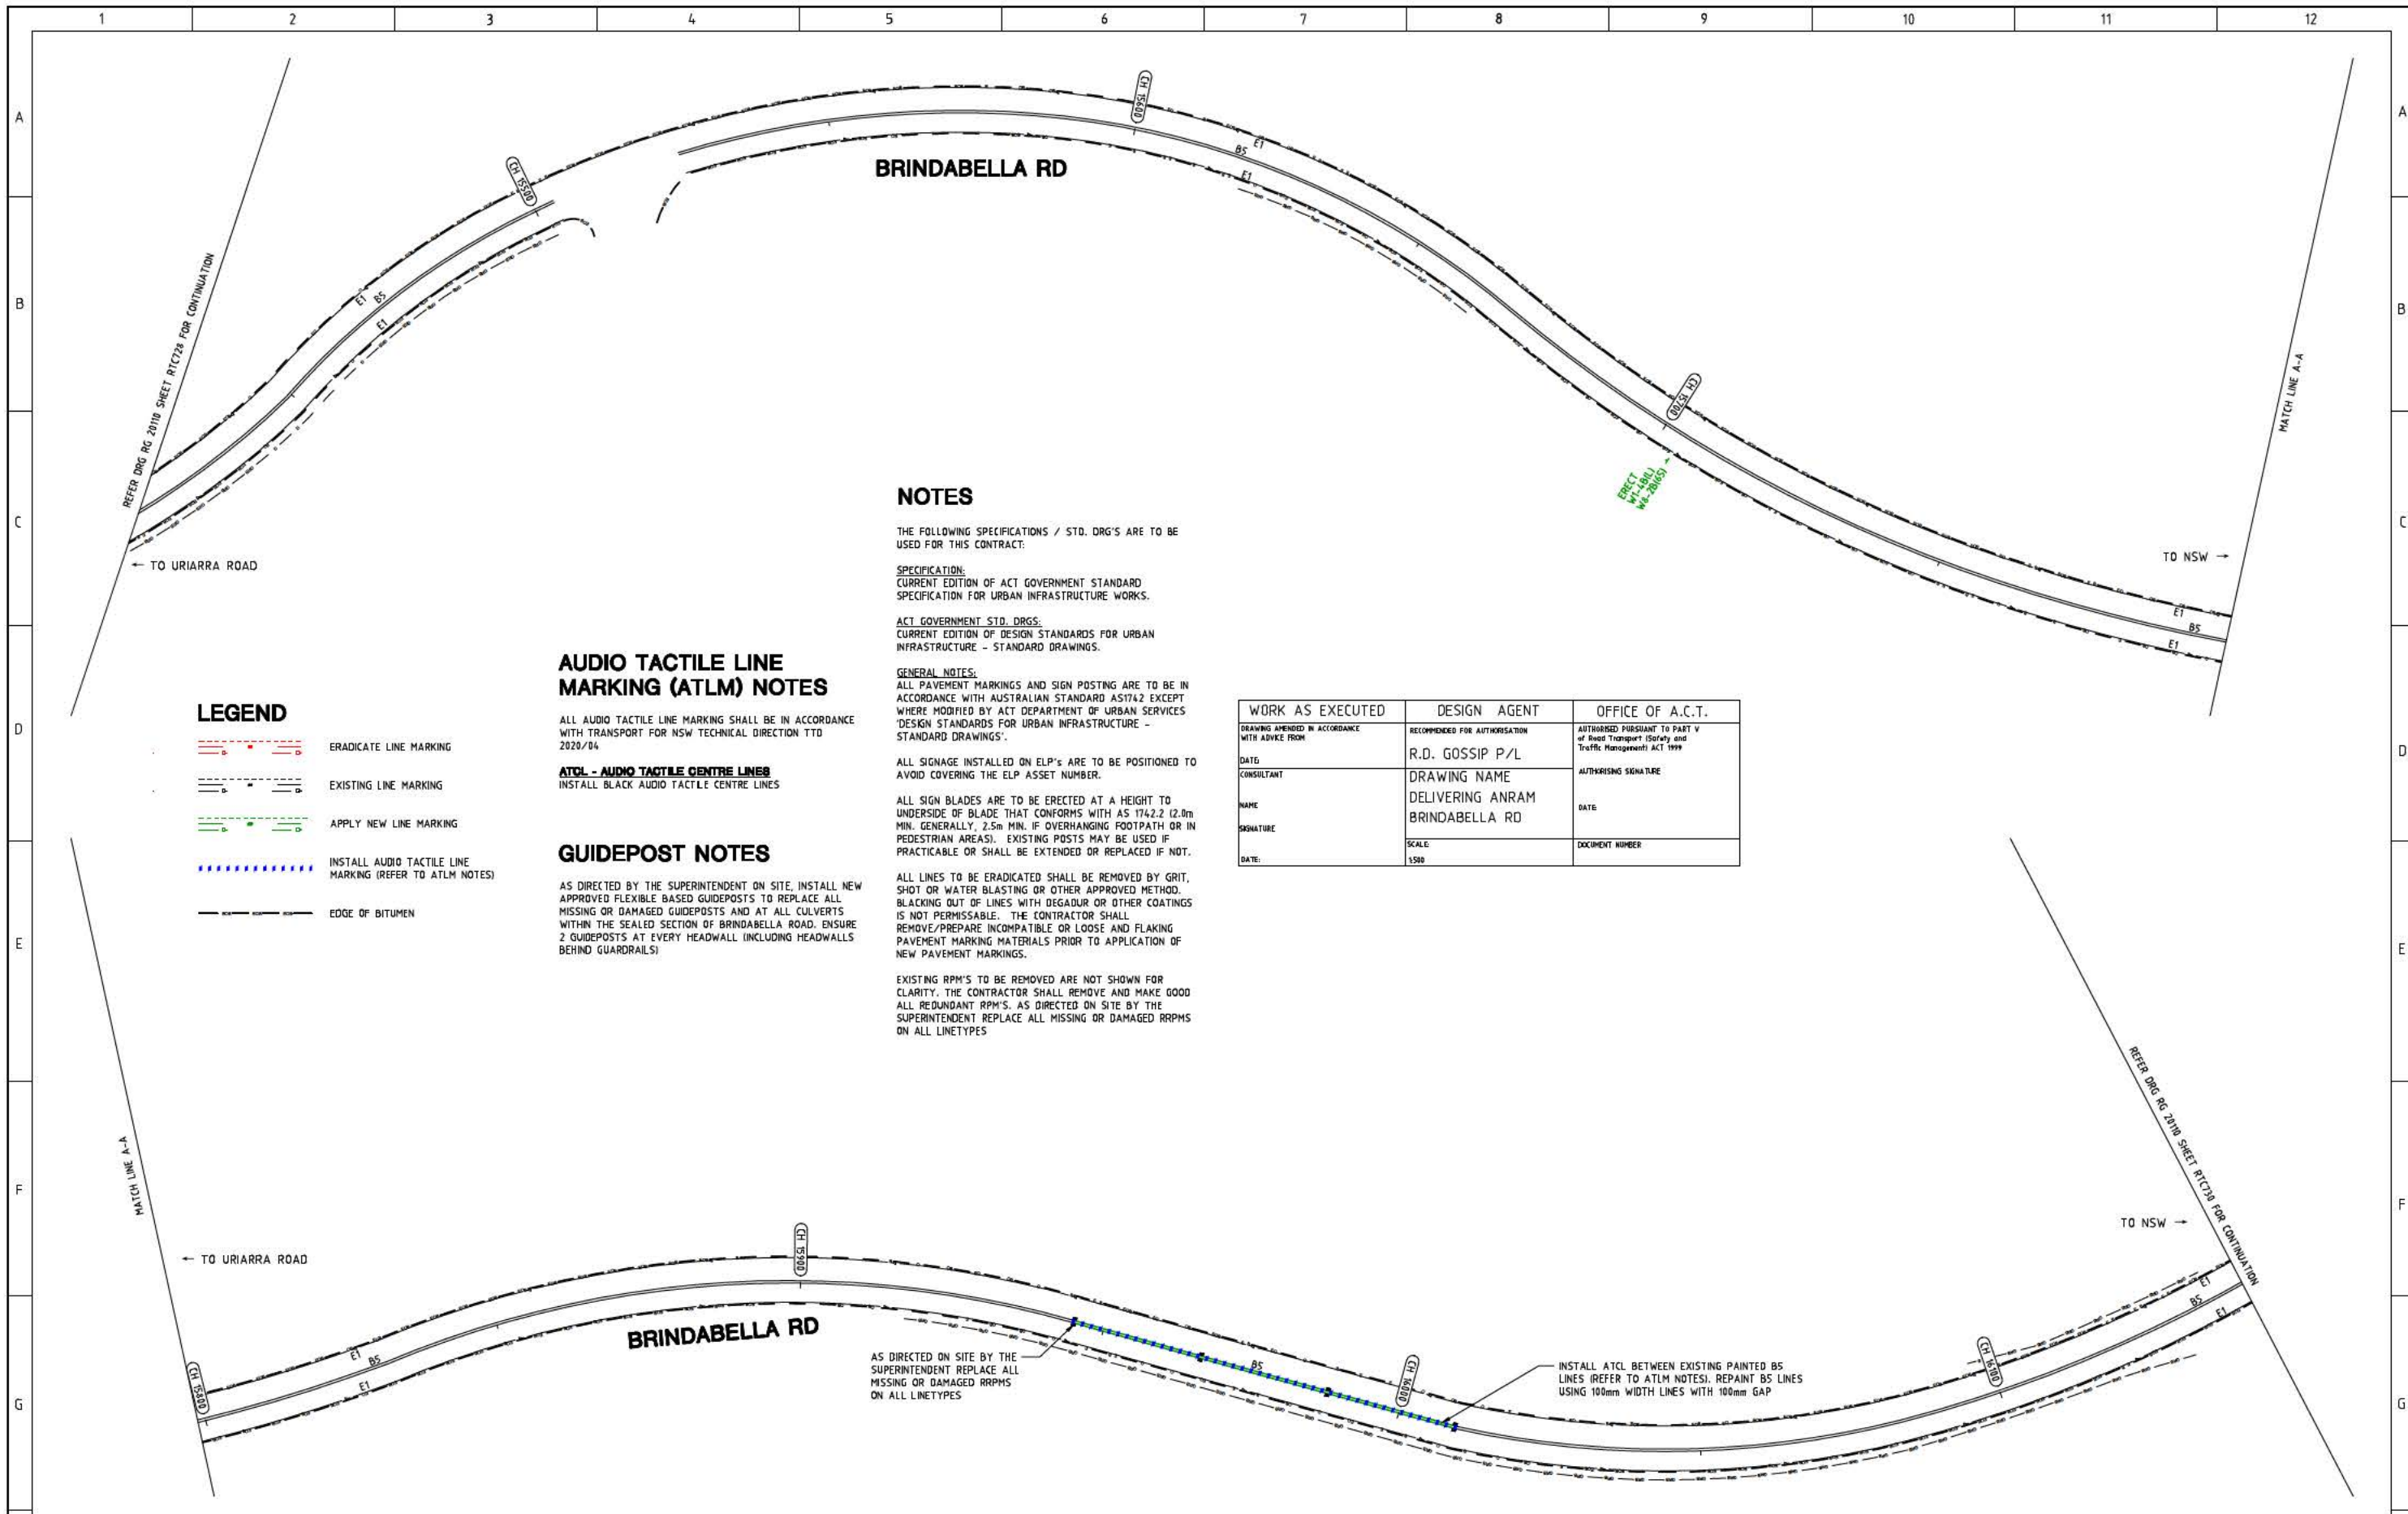 1 2 3 4 5 6 7 8 9 10 11 12
A
B
C
D
E
F
G
A
B
C
D
E
F
G
REFER DRG RG 20110 SHEET RTC728 FOR CONTINUATION
← TO URIARRA ROAD
CH 15500
CH 15600
CH 15700
E1
B5
E1
BRINDABELLA RD
E1
B5
E1
ERECT
W1-4B(L)
W8-2B(65)
MATCH LINE A-A
TO NSW →
E1
B5
E1
LEGEND
ERADICATE LINE MARKING
EXISTING LINE MARKING
APPLY NEW LINE MARKING
INSTALL AUDIO TACTILE LINE
MARKING (REFER TO ATLM NOTES)
EDGE OF BITUMEN
AUDIO TACTILE LINE
MARKING (ATLM) NOTES
ALL AUDIO TACTILE LINE MARKING SHALL BE IN ACCORDANCE
WITH TRANSPORT FOR NSW TECHNICAL DIRECTION TTD
2020/04
ATCL - AUDIO TACTILE CENTRE LINES
INSTALL BLACK AUDIO TACTILE CENTRE LINES
GUIDEPOST NOTES
AS DIRECTED BY THE SUPERINTENDENT ON SITE, INSTALL NEW
APPROVED FLEXIBLE BASED GUIDEPOSTS TO REPLACE ALL
MISSING OR DAMAGED GUIDEPOSTS AND AT ALL CULVERTS
WITHIN THE SEALED SECTION OF BRINDABELLA ROAD. ENSURE
2 GUIDEPOSTS AT EVERY HEADWALL (INCLUDING HEADWALLS
BEHIND GUARDRAILS)
NOTES
THE FOLLOWING SPECIFICATIONS / STD. DRG'S ARE TO BE
USED FOR THIS CONTRACT:
SPECIFICATION:
CURRENT EDITION OF ACT GOVERNMENT STANDARD
SPECIFICATION FOR URBAN INFRASTRUCTURE WORKS.
ACT GOVERNMENT STD. DRGS:
CURRENT EDITION OF DESIGN STANDARDS FOR URBAN
INFRASTRUCTURE - STANDARD DRAWINGS.
GENERAL NOTES:
ALL PAVEMENT MARKINGS AND SIGN POSTING ARE TO BE IN
ACCORDANCE WITH AUSTRALIAN STANDARD AS1742 EXCEPT
WHERE MODIFIED BY ACT DEPARTMENT OF URBAN SERVICES
'DESIGN STANDARDS FOR URBAN INFRASTRUCTURE -
STANDARD DRAWINGS'.
ALL SIGNAGE INSTALLED ON ELP's ARE TO BE POSITIONED TO
AVOID COVERING THE ELP ASSET NUMBER.
ALL SIGN BLADES ARE TO BE ERECTED AT A HEIGHT TO
UNDERSIDE OF BLADE THAT CONFORMS WITH AS 1742.2 (2.0m
MIN. GENERALLY, 2.5m MIN. IF OVERHANGING FOOTPATH OR IN
PEDESTRIAN AREAS). EXISTING POSTS MAY BE USED IF
PRACTICABLE OR SHALL BE EXTENDED OR REPLACED IF NOT.
ALL LINES TO BE ERADICATED SHALL BE REMOVED BY GRIT,
SHOT OR WATER BLASTING OR OTHER APPROVED METHOD.
BLACKING OUT OF LINES WITH DEGADUR OR OTHER COATINGS
IS NOT PERMISSABLE. THE CONTRACTOR SHALL
REMOVE/PREPARE INCOMPATIBLE OR LOOSE AND FLAKING
PAVEMENT MARKING MATERIALS PRIOR TO APPLICATION OF
NEW PAVEMENT MARKINGS.
EXISTING RPM'S TO BE REMOVED ARE NOT SHOWN FOR
CLARITY. THE CONTRACTOR SHALL REMOVE AND MAKE GOOD
ALL REDUNDANT RPM'S. AS DIRECTED ON SITE BY THE
SUPERINTENDENT REPLACE ALL MISSING OR DAMAGED RRPMS
ON ALL LINETYPES
WORK AS EXECUTED
DRAWING AMENDED IN ACCORDANCE
WITH ADVICE FROM
DATE:
CONSULTANT
NAME
SIGNATURE
DATE:
DESIGN AGENT
RECOMMENDED FOR AUTHORISATION
R.D. GOSSIP P/L
DRAWING NAME
DELIVERING ANRAM
BRINDABELLA RD
SCALE:
1:500
OFFICE OF A.C.T.
AUTHORISED PURSUANT TO PART V
of Road Transport (Safety and
Traffic Management) ACT 1999
AUTHORISING SIGNATURE
DATE:
DOCUMENT NUMBER
MATCH LINE A-A
← TO URIARRA ROAD
CH 15800
E1
B5
E1
BRINDABELLA RD
CH 15900
AS DIRECTED ON SITE BY THE
SUPERINTENDENT REPLACE ALL
MISSING OR DAMAGED RRPMS
ON ALL LINETYPES
B5
CH 16000
INSTALL ATCL BETWEEN EXISTING PAINTED B5
LINES (REFER TO ATLM NOTES). REPAINT B5 LINES
USING 100mm WIDTH LINES WITH 100mm GAP
CH 16100
TO NSW →
E1
B5
E1
REFER DRG RG 20110 SHEET RTC730 FOR CONTINUATION